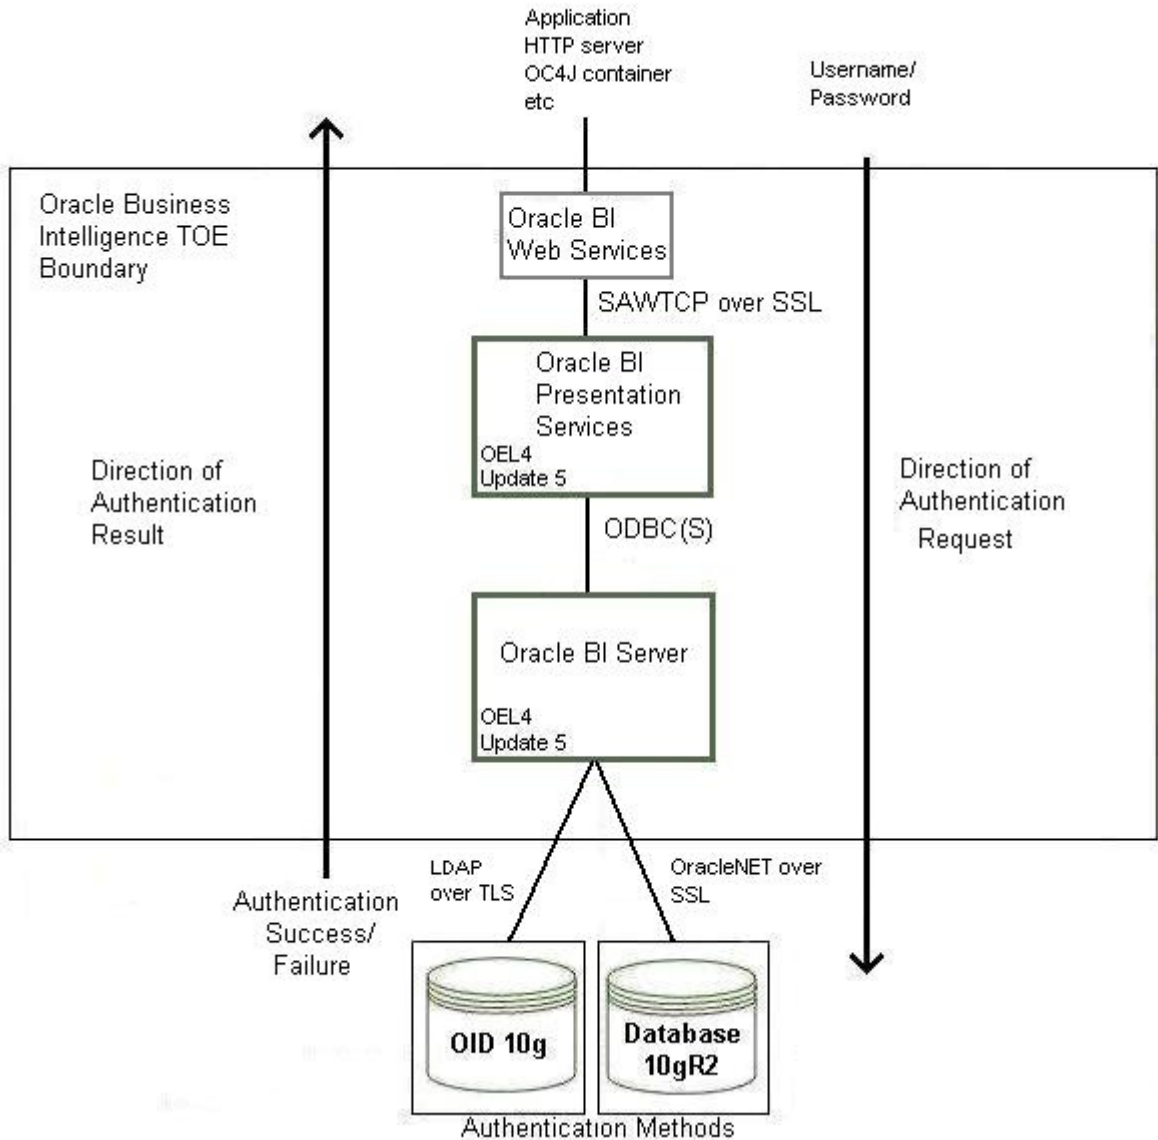 Application
HTTP server
OC4J container
etc
Username/
Password
Oracle Business
Intelligence TOE
Boundary
Oracle BI
Web Services
SAWTCP over SSL
Oracle BI
Presentation
Services
OEL4
Update 5
Direction of
Authentication
Result
Direction of
Authentication
Request
ODBC(S)
Oracle BI Server
OEL4
Update 5
LDAP
over TLS
OracleNET over
SSL
Authentication
Success/
Failure
OID 10g
Database
10gR2
Authentication Methods